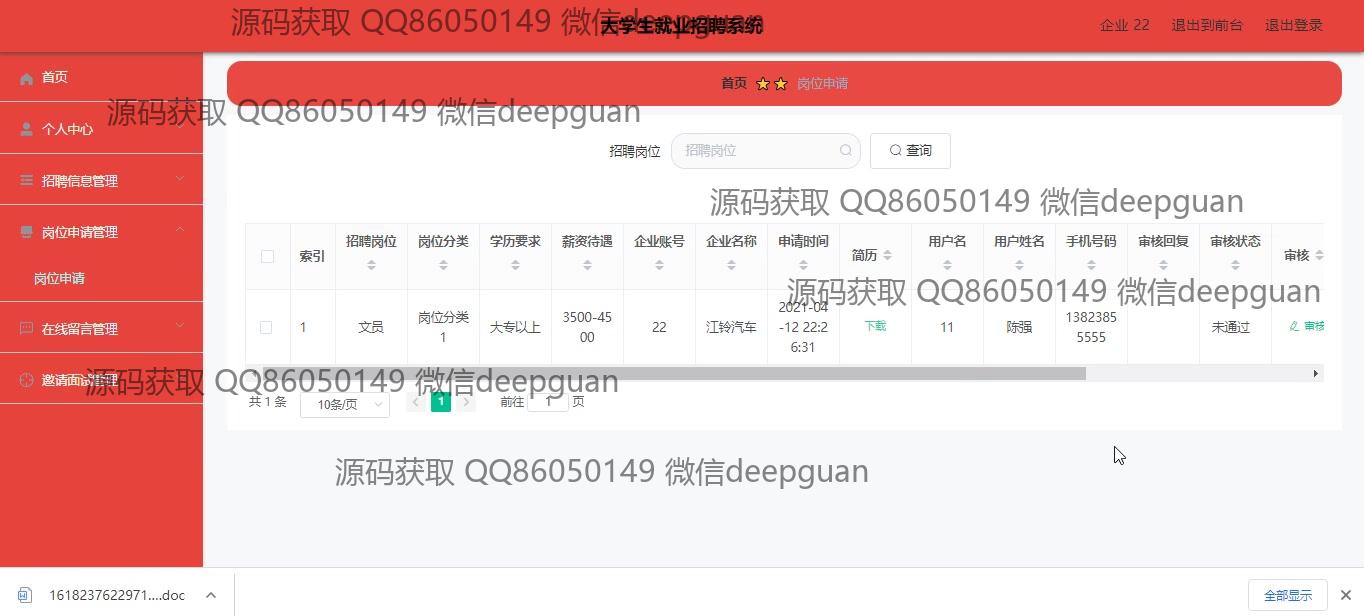 源码获取 QQ86050149 微信deepguan
大学生就业招聘系统
企业 22 退出到前台 退出登录
首页
首页 岗位申请
源码获取 QQ86050149 微信deepguan
个人中心
招聘岗位 招聘岗位 查询
招聘信息管理
源码获取 QQ86050149 微信deepguan
岗位申请管理
岗位申请
在线留言管理
邀请面试管理
索引 招聘岗位 岗位分类 学历要求 薪资待遇 企业账号 企业名称 申请时间 简历 用户名 用户姓名 手机号码 审核回复 审核状态 审核
源码获取 QQ86050149 微信deepguan
1 文员 岗位分类1 大专以上 3500-4500 22 江铃汽车 2021-04-12 22:26:31 下载 11 陈强 13823855555 未通过 审核
源码获取 QQ86050149 微信deepguan
共 1 条 10条/页 1 前往 1 页
源码获取 QQ86050149 微信deepguan
1618237622971....doc 全部显示